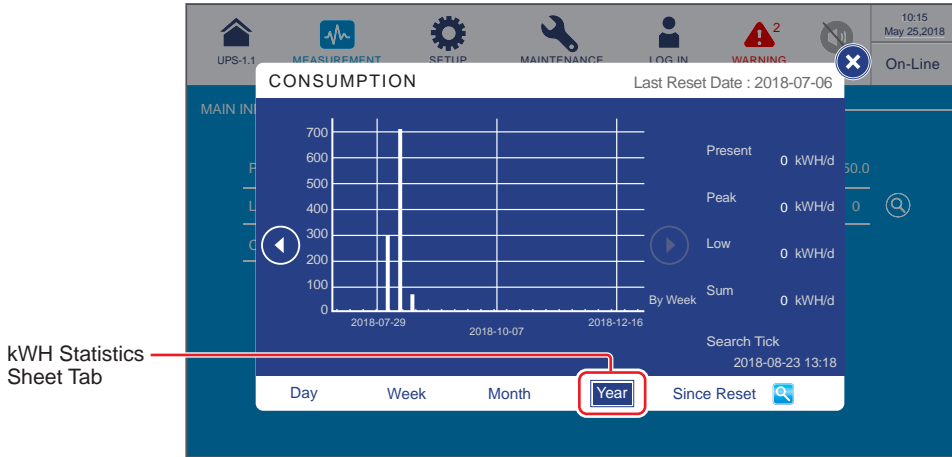 10:15
May 25,2018
2
UPS-1.1
MEASUREMENT
SETUP
MAINTENANCE
LOG IN
WARNING
On-Line
CONSUMPTION
Last Reset Date : 2018-07-06
MAIN IN
700
600
500
400
300
200
100
0
2018-07-29
2018-10-07
2018-12-16
By Week
Present
0 kWH/d
Peak
0 kWH/d
Low
0 kWH/d
Sum
0 kWH/d
Search Tick
2018-08-23 13:18
P
50.0
L
0
Day
Week
Month
Year
Since Reset
kWH Statistics
Sheet Tab